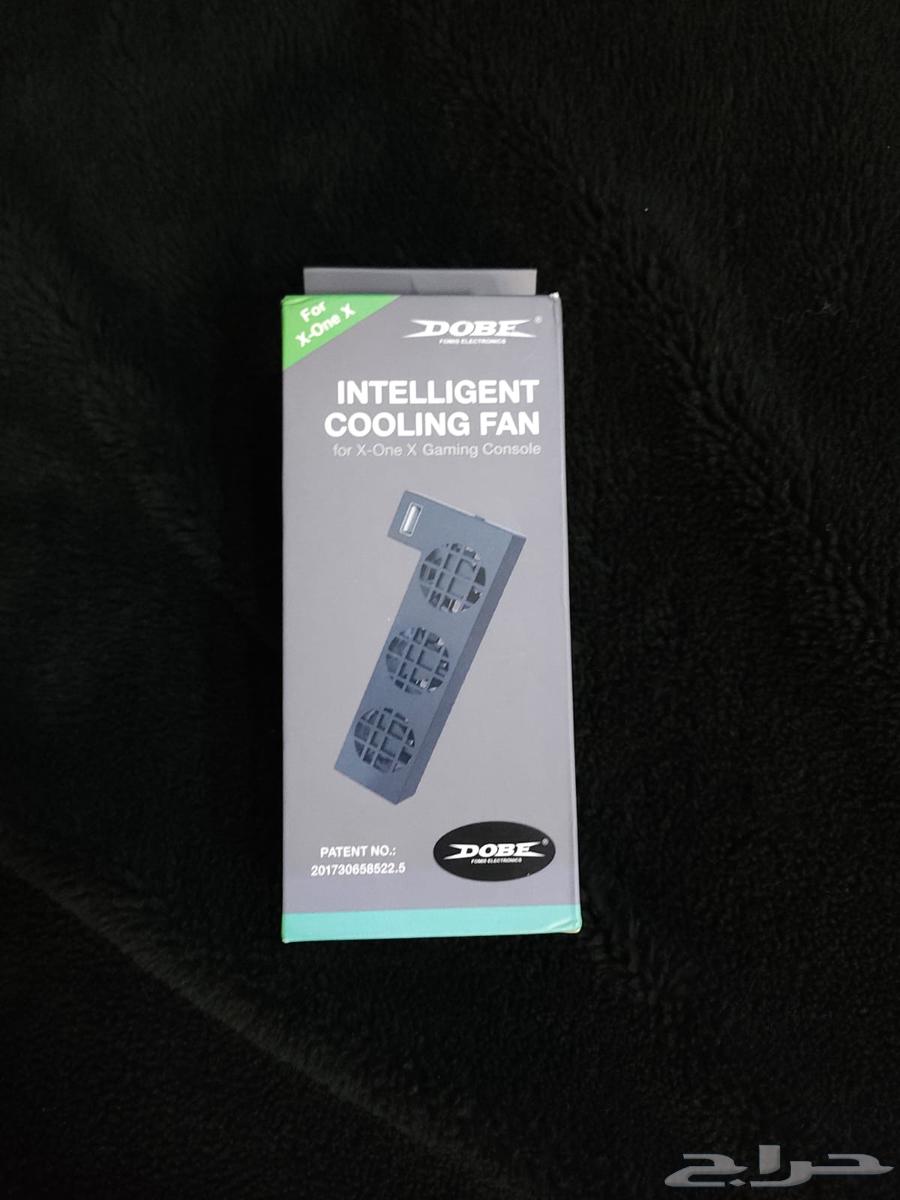 For
X-One X
DOBE®
FOMIS ELECTRONICS
INTELLIGENT
COOLING FAN
for X-One X Gaming Console
PATENT NO.:
201730658522.5
DOBE®
FOMIS ELECTRONICS
حراج